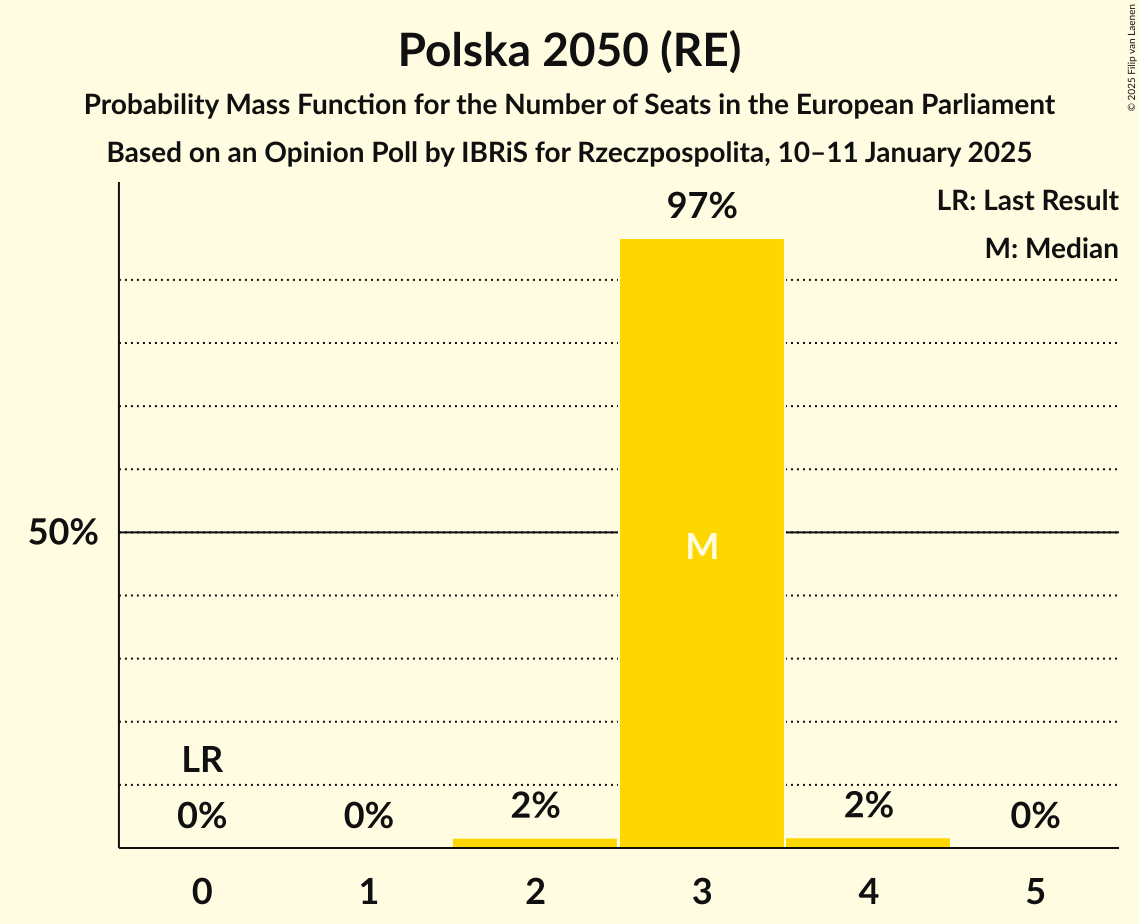 Polska 2050 (RE)
Probability Mass Function for the Number of Seats in the European Parliament
Based on an Opinion Poll by IBRiS for Rzeczpospolita, 10–11 January 2025
© 2025 Filip van Laenen
LR: Last Result
M: Median
97%
50%
M
LR
0%
0%
2%
2%
0%
0
1
2
3
4
5